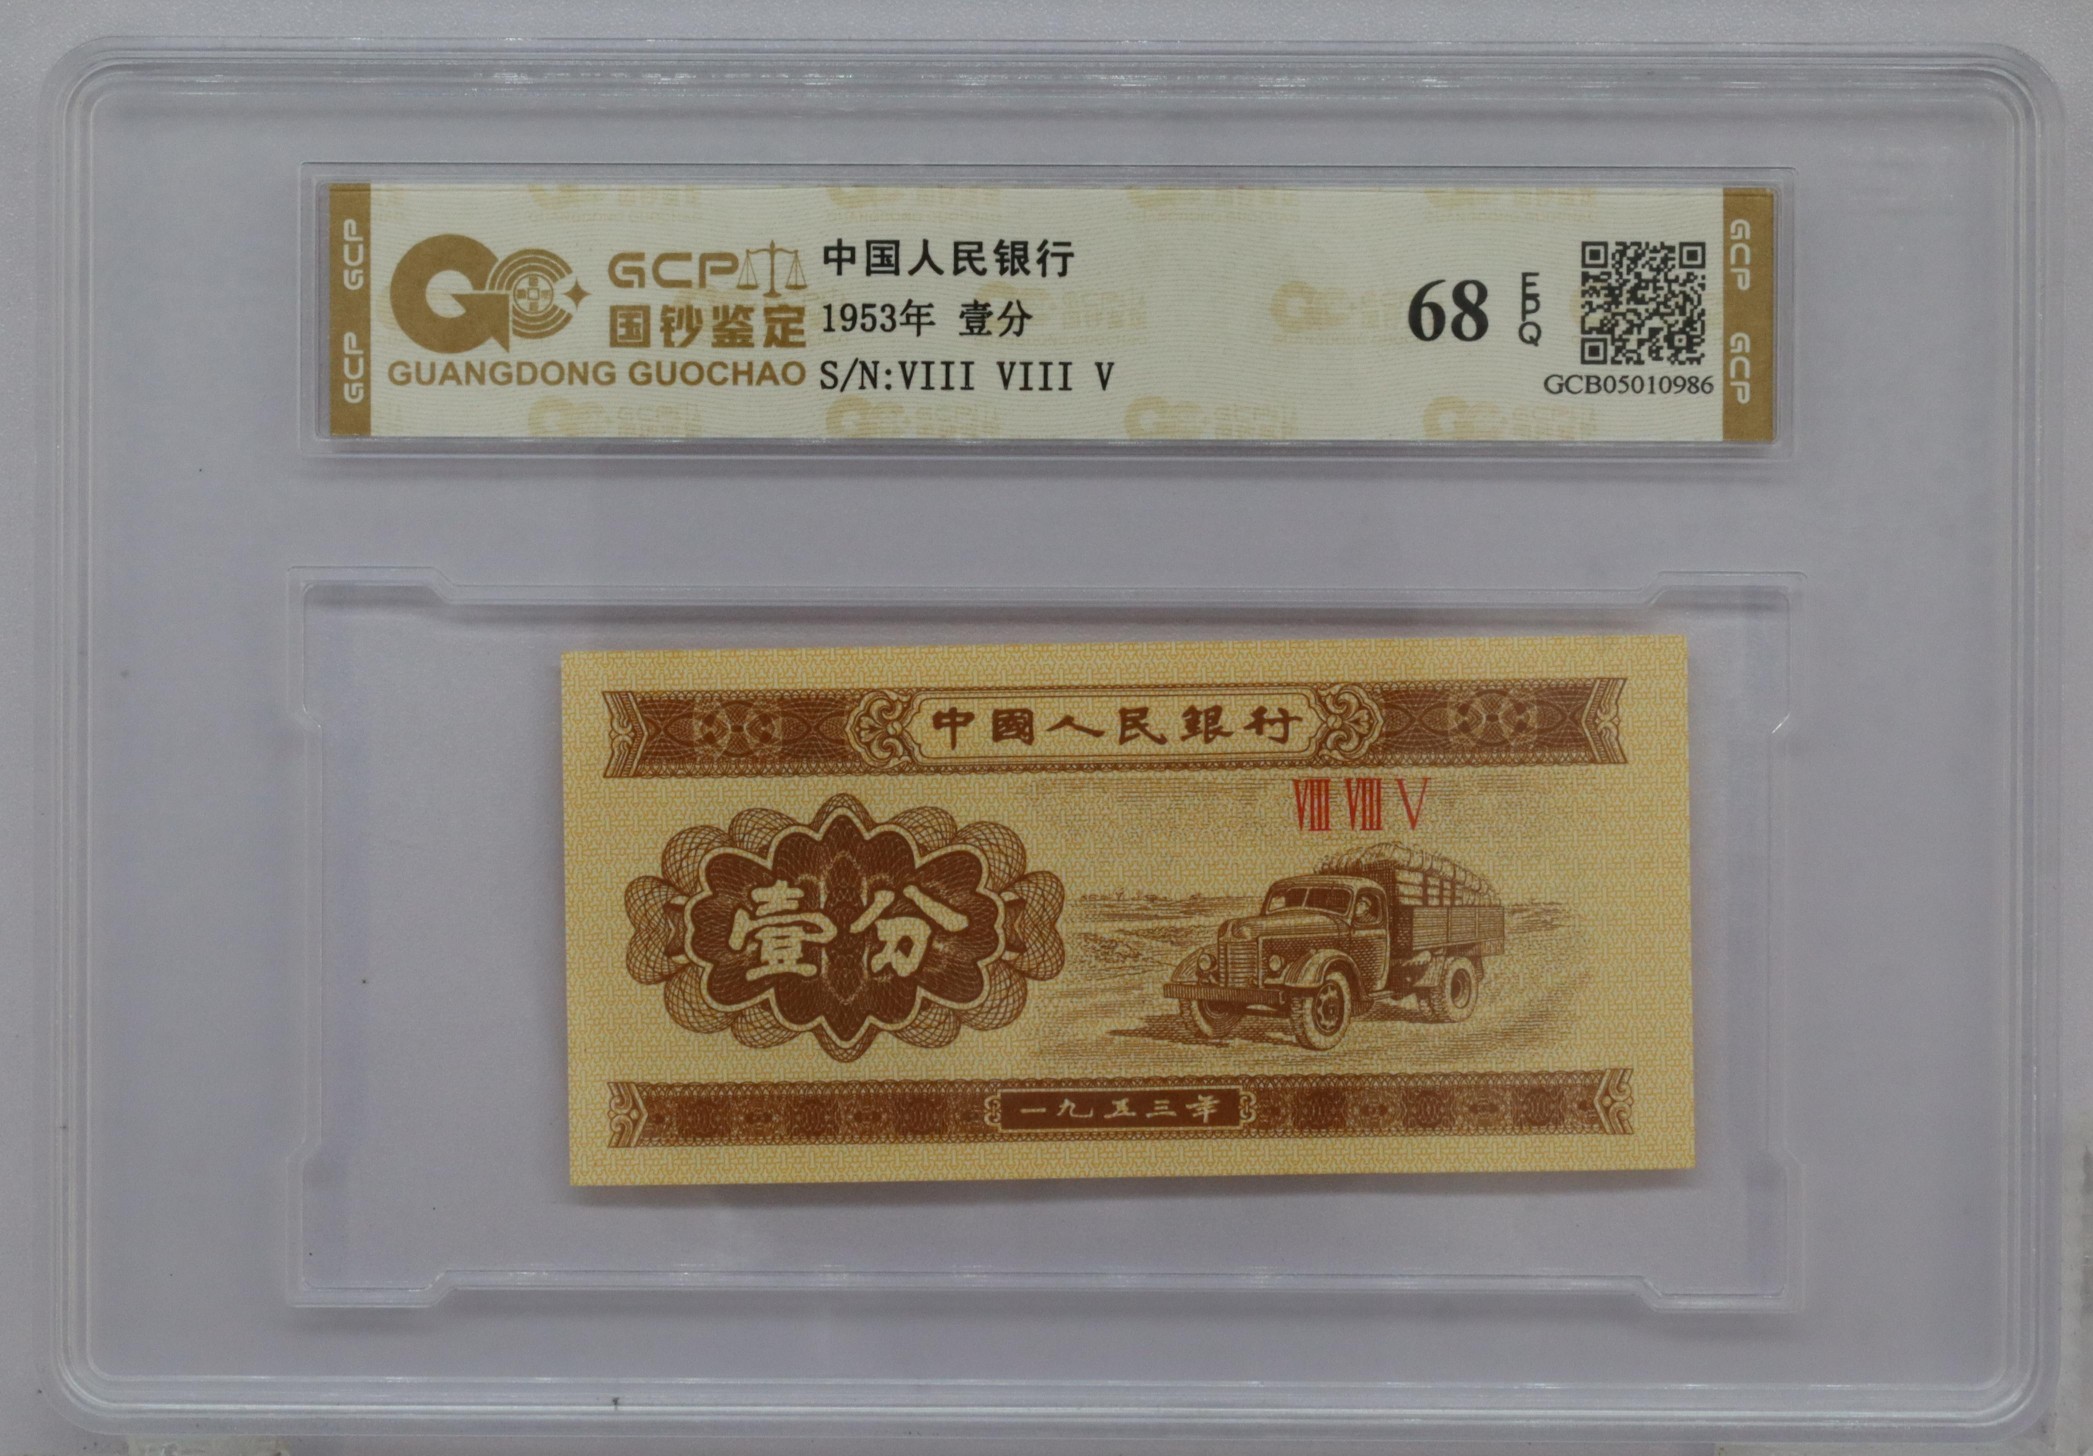 GCP GCP
GCP
国钞鉴定
GUANGDONG GUOCHAO
中国人民银行
1953年 壹分
S/N:VIII VIII V
68 EPQ
GCB05010986
GCP GCP
中國人民銀行
VIII VIII V
壹分
一九五三年